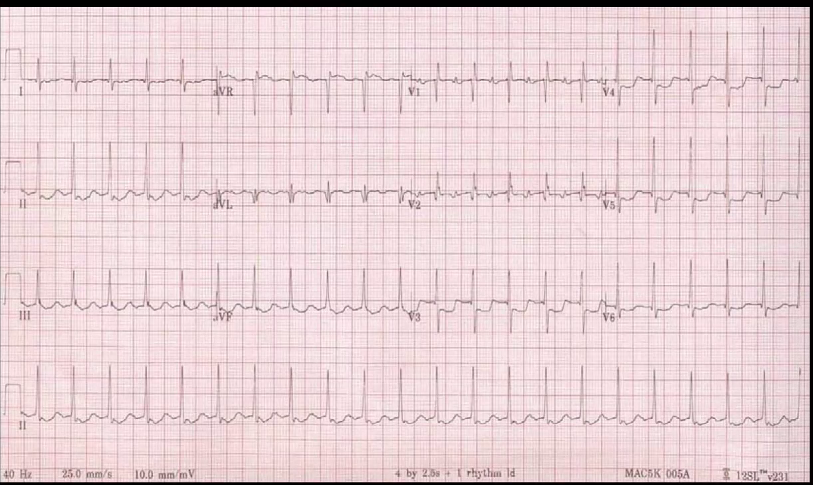 I aVR V1 V4
II aVL V2 V5
III aVF V3 V6
II
40 Hz 25.0 mm/s 10.0 mm/mV 4 by 2.5s + 1 rhythm ld MAC5K 005A 12SL™ v231